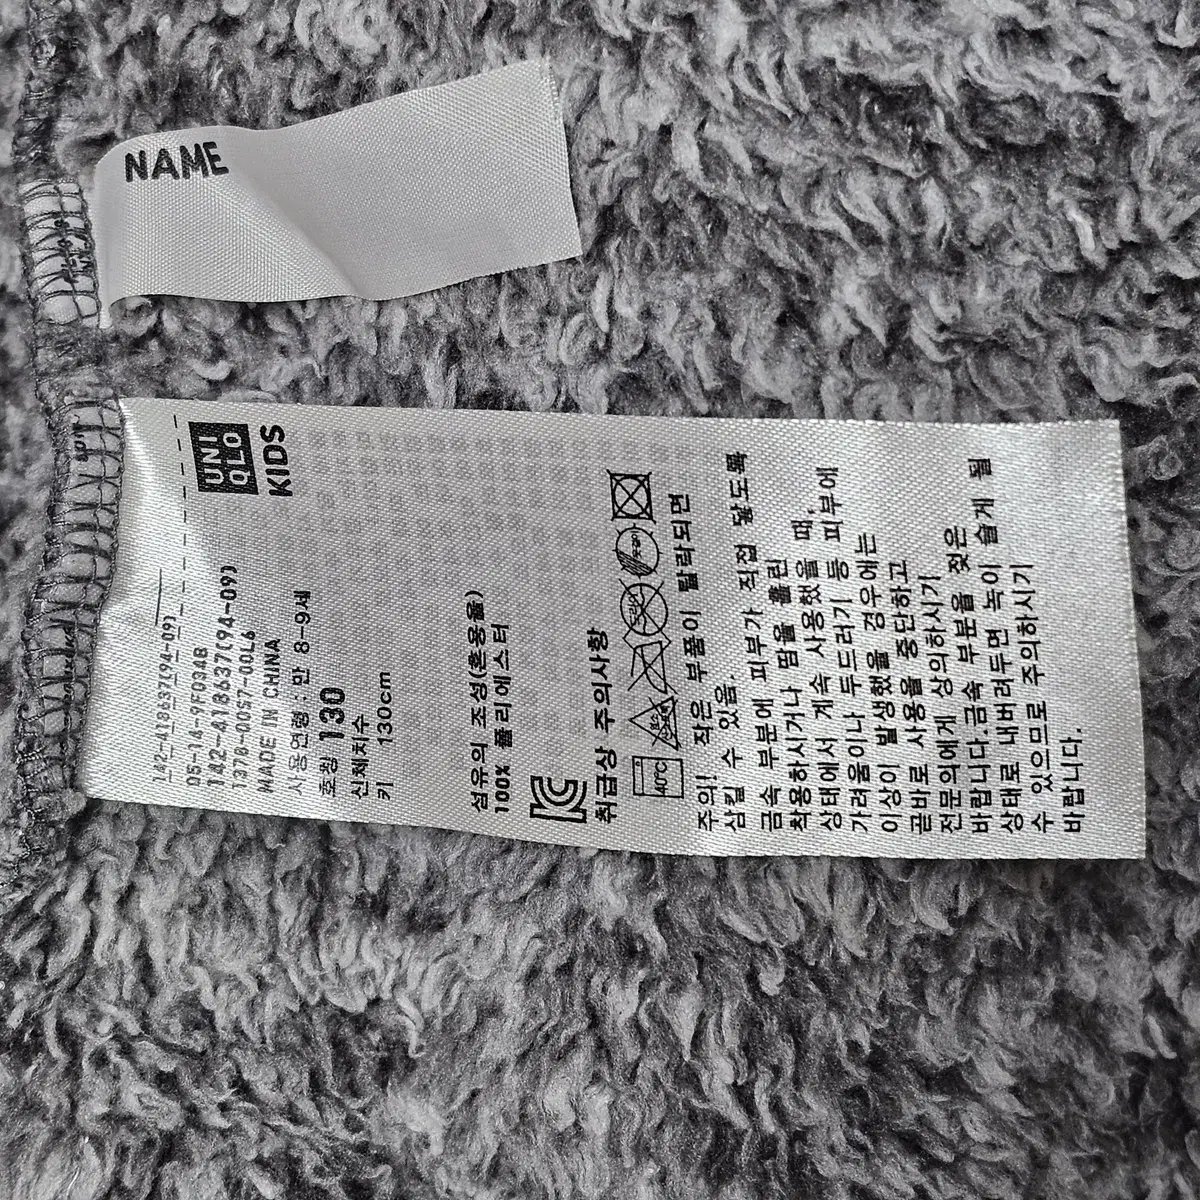 NAME
UNI
QLO
KIDS
142-418637(94-09)
05-14-9F034B
142-418637(94-09)
1378-0057-00L6
MADE IN CHINA
사용연령 : 만 8-9세
호칭 130
신체치수
키 130cm
섬유의 조성(혼용율)
100% 폴리에스터
취급상 주의사항
40℃
주의! 작은 부품이 탈락되면
삼킬 수 있음
금속 부분에 피부가 직접 닿도록
착용하시거나 땀을 흘린
상태에서 계속 사용했을 때,
가려움이나 두드러기 등 피부에
이상이 발생했을 경우에는
곧바로 사용을 중단하고
전문의에게 상의하시기
바랍니다.금속 부분을 젖은
상태로 내버려두면 녹이 슬게 될
수 있으므로 주의하시기
바랍니다.